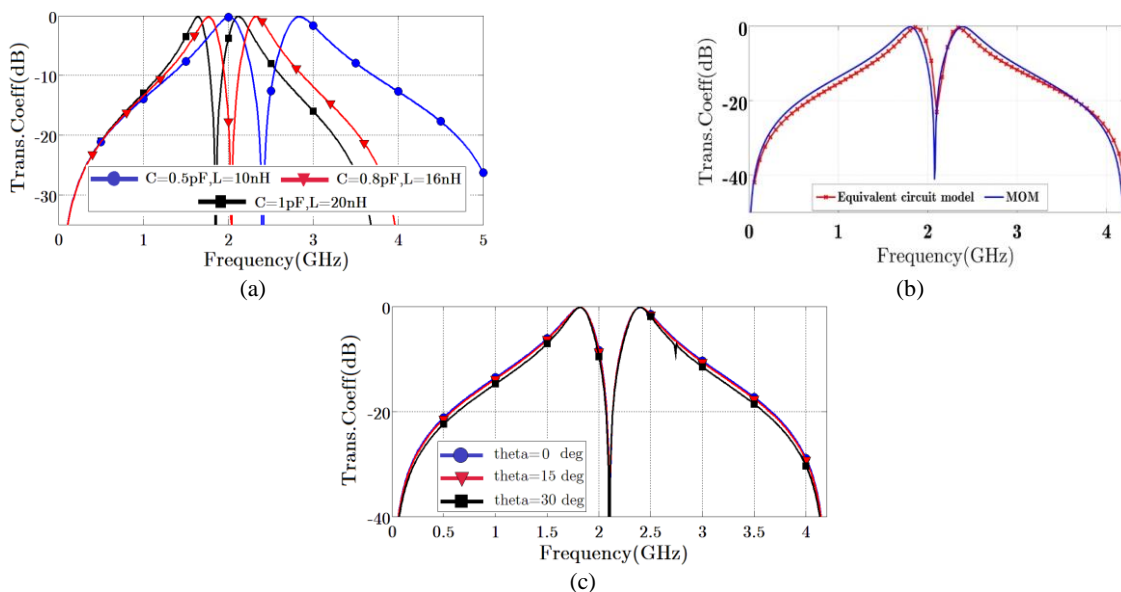 Trans.Coeff(dB)
0
-10
-20
-30
C=0.5pF,L=10nH
C=0.8pF,L=16nH
C=1pF,L=20nH
0 1 2 3 4 5
Frequency(GHz)
(a)
Trans.Coeff(dB)
0
-20
-40
Equivalent circuit model
MOM
1 2 3 4
Frequency(GHz)
(b)
Trans.Coeff(dB)
0
-20
-40
theta=0 deg
theta=15 deg
theta=30 deg
0 0.5 1 1.5 2 2.5 3 3.5 4
Frequency(GHz)
(c)